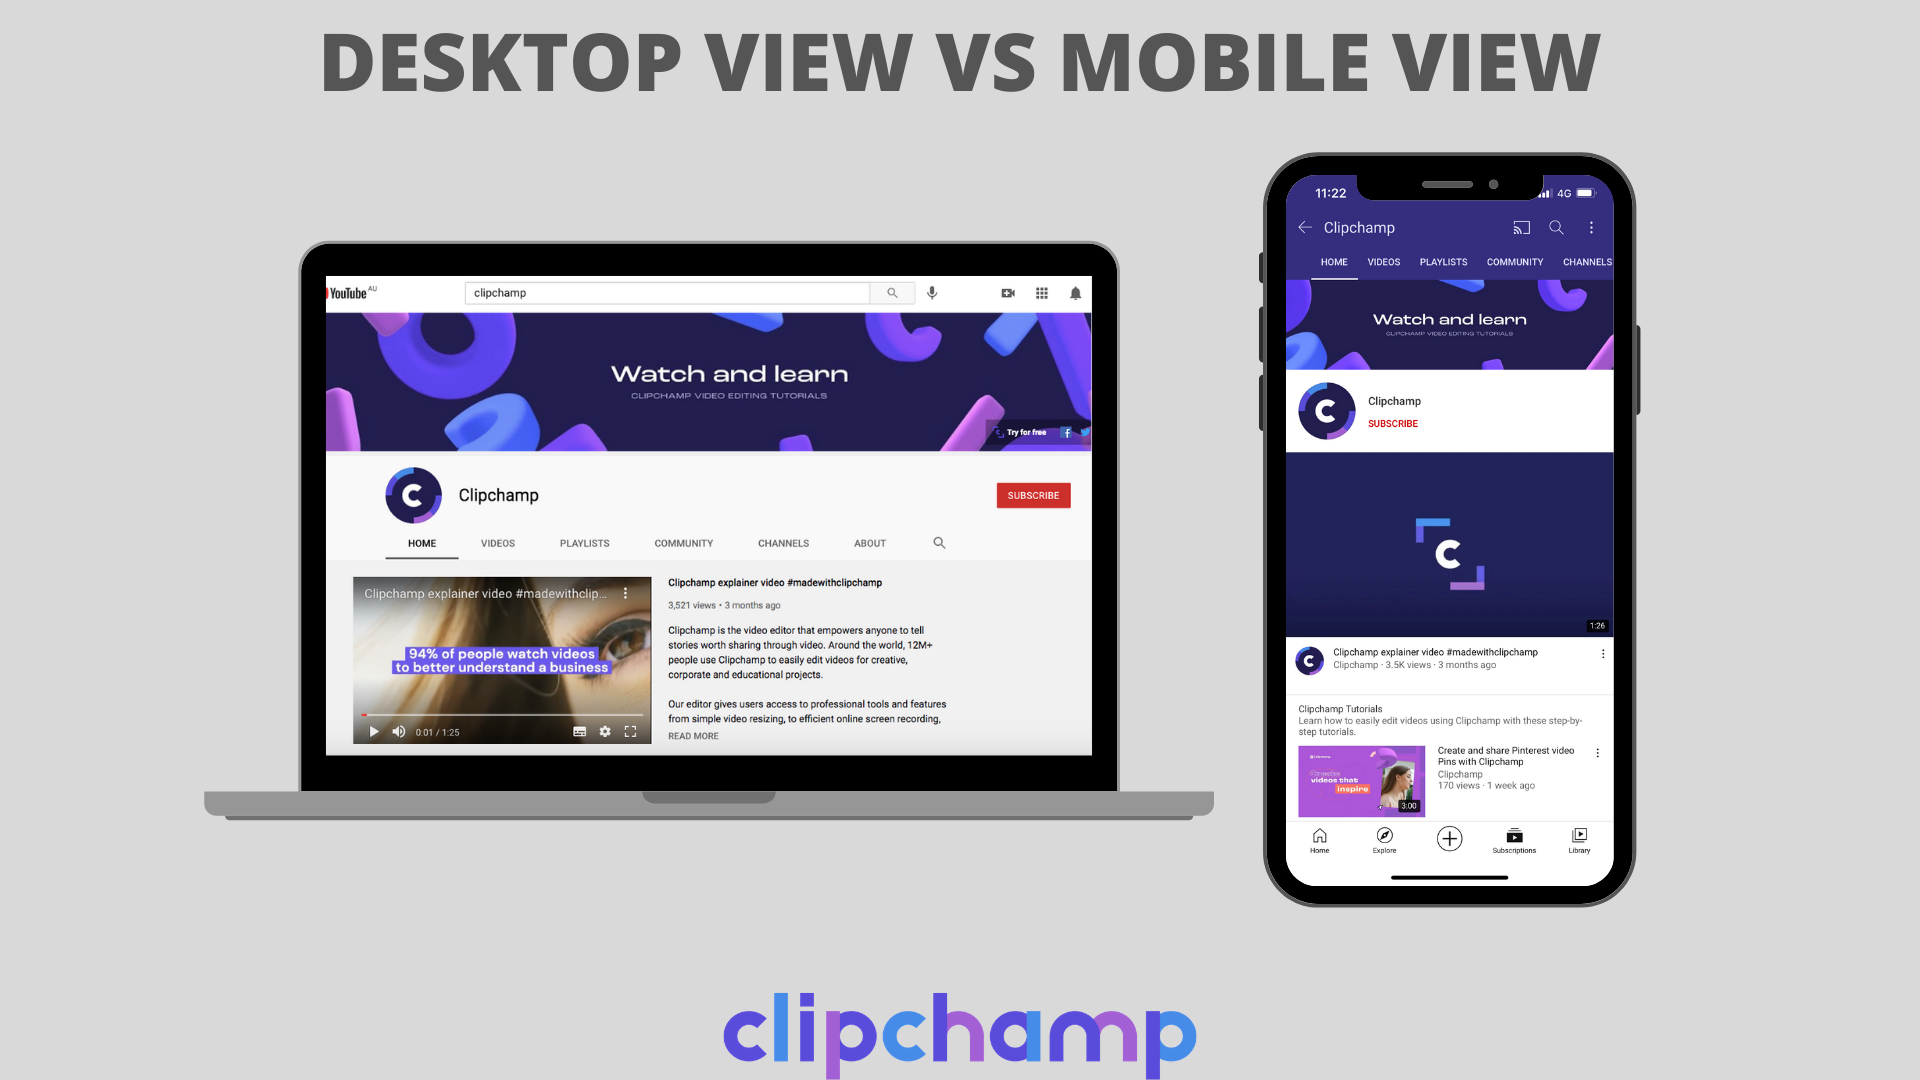 DESKTOP VIEW VS MOBILE VIEW
YouTube AU
clipchamp
Watch and learn
CLIPCHAMP VIDEO EDITING TUTORIALS
Try for free
C
Clipchamp
SUBSCRIBE
HOME VIDEOS PLAYLISTS COMMUNITY CHANNELS ABOUT
Clipchamp explainer video #madewithclip...
94% of people watch videos
to better understand a business
0:01 / 1:25
Clipchamp explainer video #madewithclipchamp
3,521 views • 3 months ago
Clipchamp is the video editor that empowers anyone to tell
stories worth sharing through video. Around the world, 12M+
people use Clipchamp to easily edit videos for creative,
corporate and educational projects.
Our editor gives users access to professional tools and features
from simple video resizing, to efficient online screen recording,
READ MORE
11:22 4G
Clipchamp
HOME VIDEOS PLAYLISTS COMMUNITY CHANNELS
Watch and learn
CLIPCHAMP VIDEO EDITING TUTORIALS
C
Clipchamp
SUBSCRIBE
C
1:26
C
Clipchamp explainer video #madewithclipchamp
Clipchamp · 3.5K views · 3 months ago
Clipchamp Tutorials
Learn how to easily edit videos using Clipchamp with these step-by-
step tutorials.
videos that
inspire
3:00
Create and share Pinterest video
Pins with Clipchamp
Clipchamp
170 views · 1 week ago
Home Explore Subscriptions Library
clipchamp